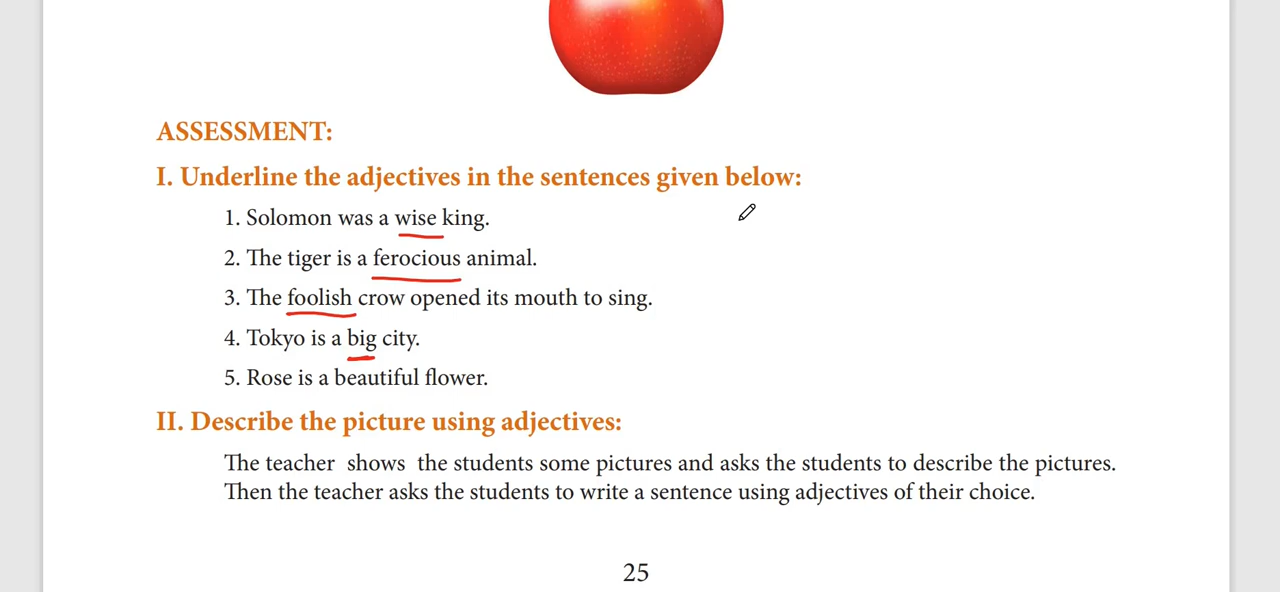 ASSESSMENT:
I. Underline the adjectives in the sentences given below:
1. Solomon was a wise king.
2. The tiger is a ferocious animal.
3. The foolish crow opened its mouth to sing.
4. Tokyo is a big city.
5. Rose is a beautiful flower.
II. Describe the picture using adjectives:
The teacher shows the students some pictures and asks the students to describe the pictures.
Then the teacher asks the students to write a sentence using adjectives of their choice.
25